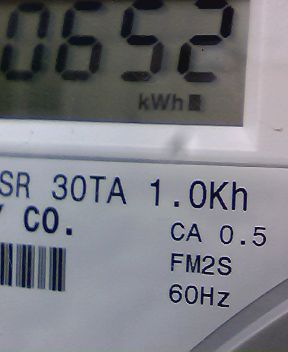 0652
kWh
SR 30TA 1.0Kh
Y CO.
CA 0.5
FM2S
60Hz